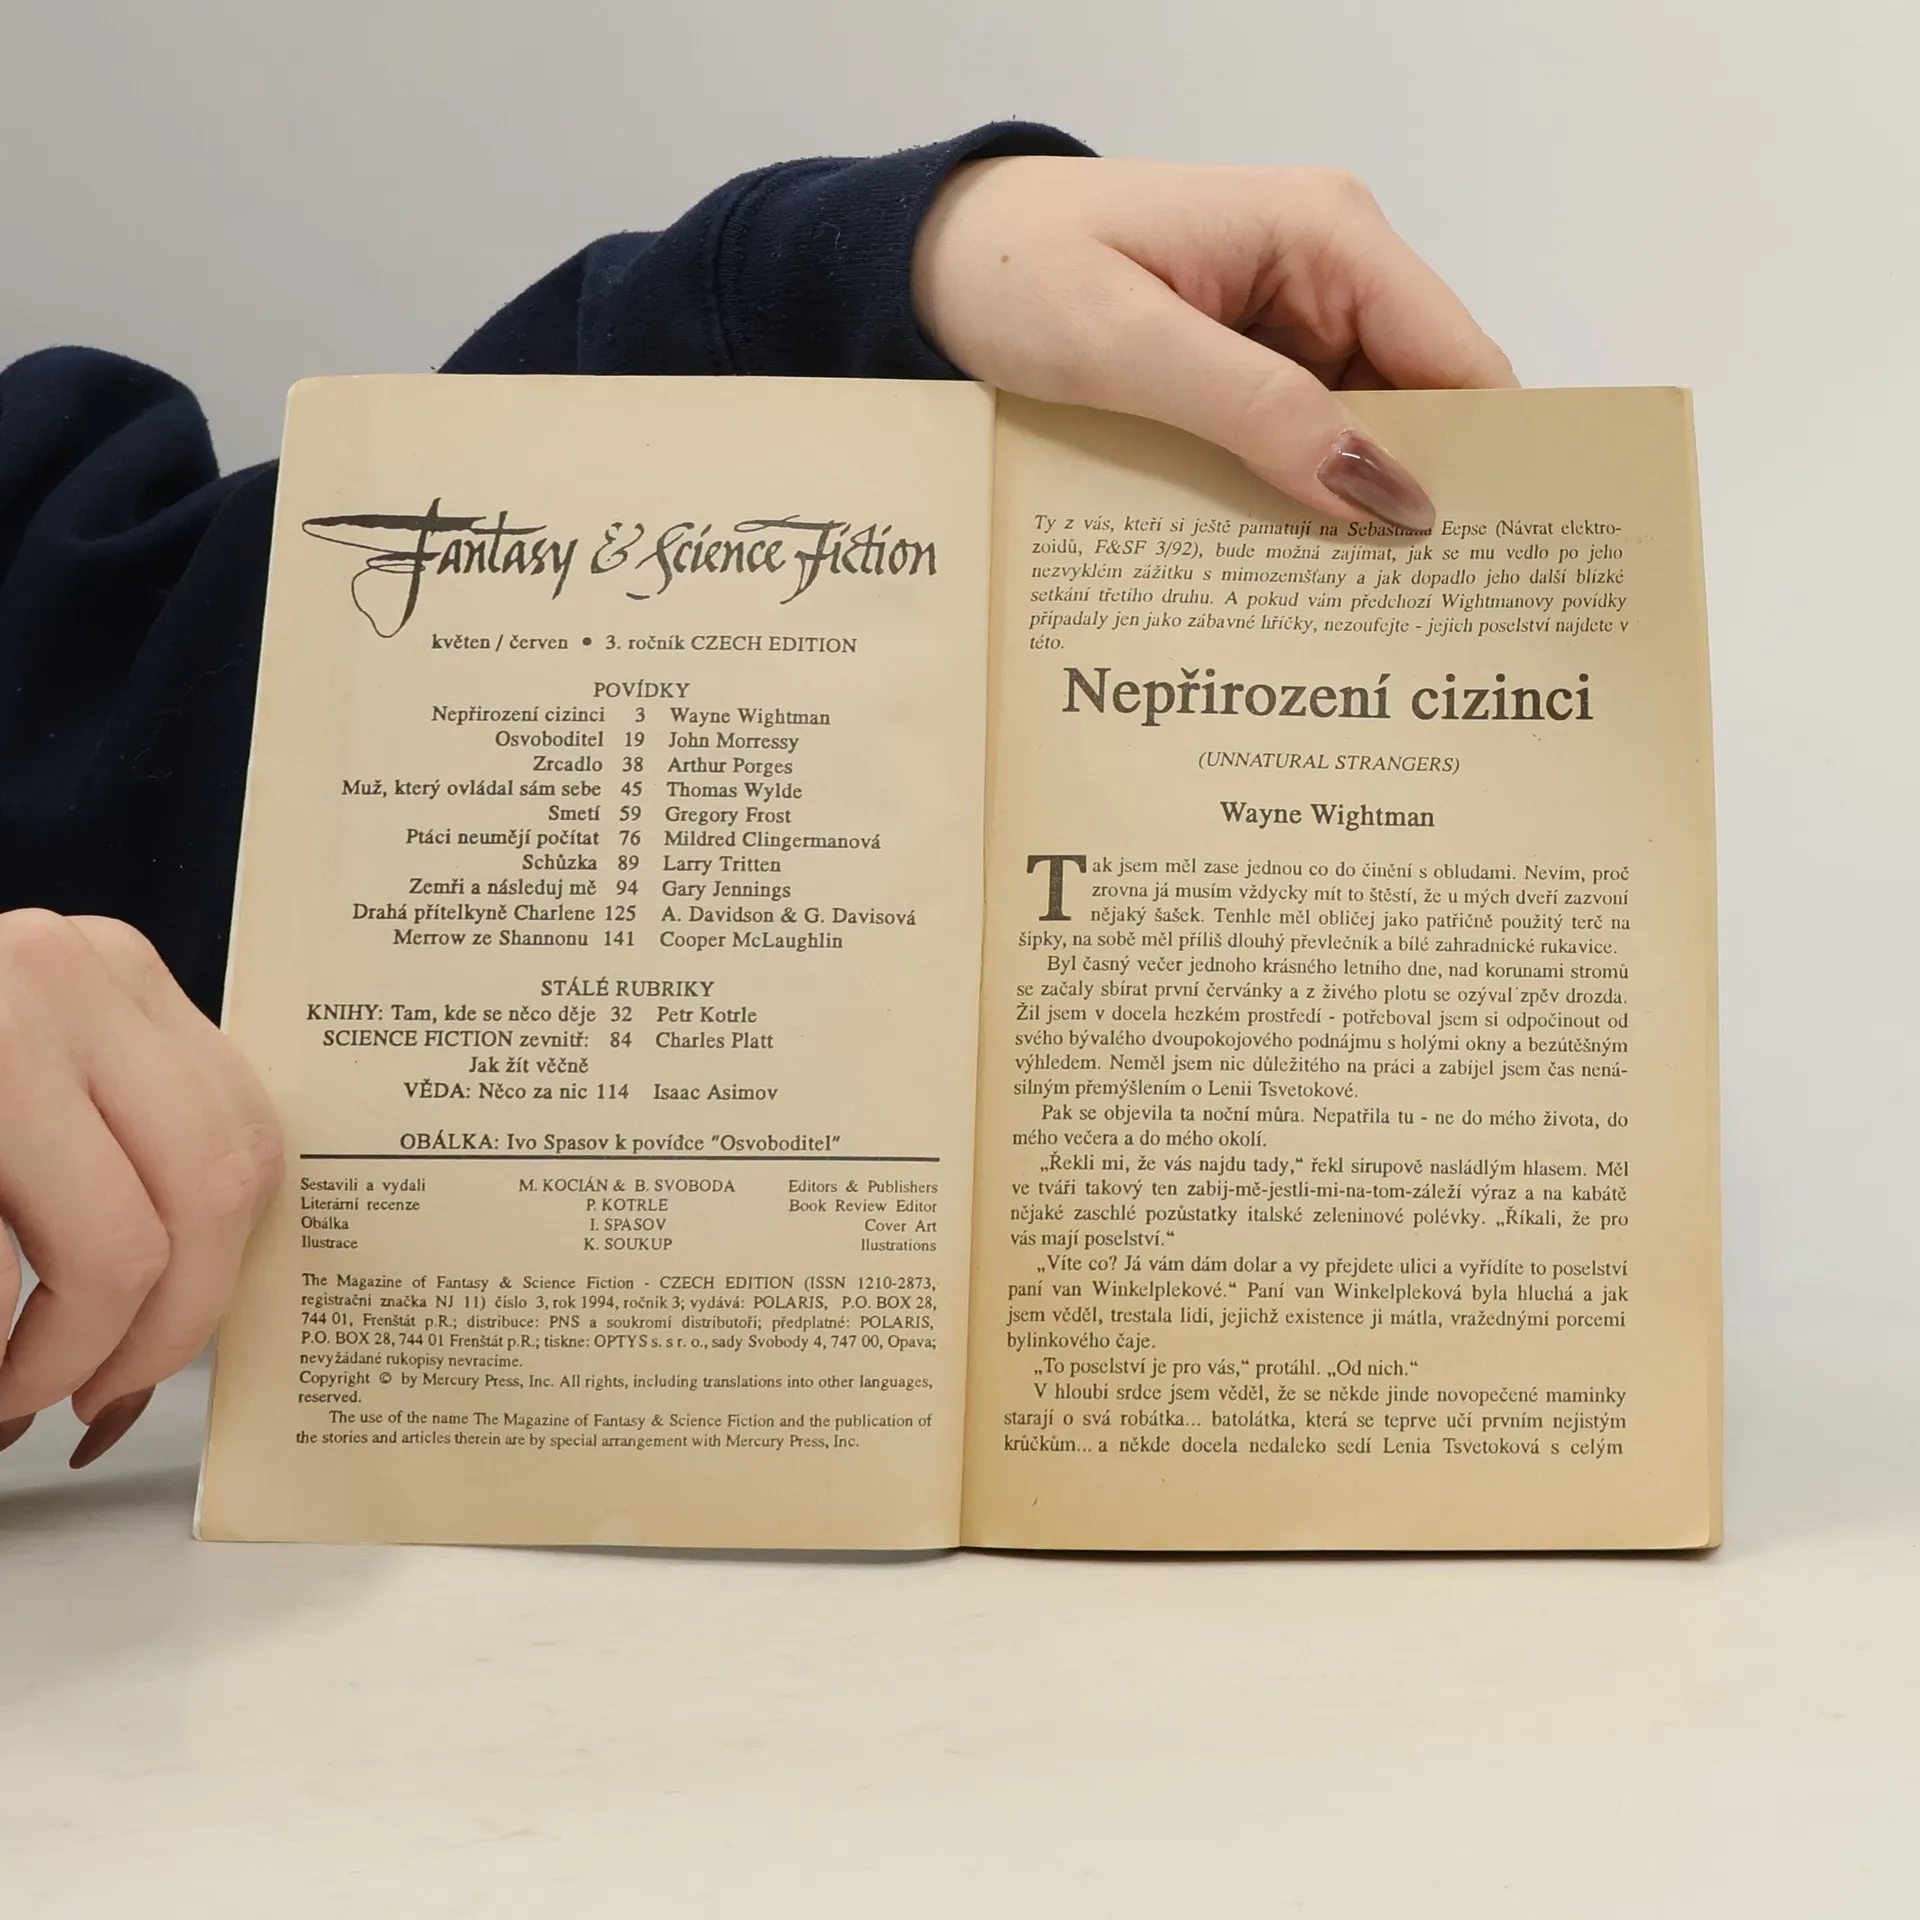 Fantasy & Science Fiction
květen / červen • 3. ročník CZECH EDITION
POVÍDKY
Nepřirození cizinci 3 Wayne Wightman
Osvoboditel 19 John Morressy
Zrcadlo 38 Arthur Porges
Muž, který ovládal sám sebe 45 Thomas Wylde
Smetí 59 Gregory Frost
Ptáci neumějí počítat 76 Mildred Clingermanová
Schůzka 89 Larry Tritten
Zemři a následuj mě 94 Gary Jennings
Drahá přítelkyně Charlene 125 A. Davidson & G. Davisová
Merrow ze Shannonu 141 Cooper McLaughlin
STÁLÉ RUBRIKY
KNIHY: Tam, kde se něco děje 32 Petr Kotrle
SCIENCE FICTION zevnitř: 84 Charles Platt
Jak žít věčně
VĚDA: Něco za nic 114 Isaac Asimov
OBÁLKA: Ivo Spasov k povídce "Osvoboditel"
Sestavili a vydali M. KOCIÁN & B. SVOBODA Editors & Publishers
Literární recenze P. KOTRLE Book Review Editor
Obálka I. SPASOV Cover Art
Ilustrace K. SOUKUP Ilustrations
The Magazine of Fantasy & Science Fiction - CZECH EDITION (ISSN 1210-2873,
registrační značka NJ 11) číslo 3, rok 1994, ročník 3; vydává: POLARIS, P.O. BOX 28,
744 01, Frenštát p.R.; distribuce: PNS a soukromí distributoři; předplatné: POLARIS,
P.O. BOX 28, 744 01 Frenštát p.R.; tiskne: OPTYS s. s r. o., sady Svobody 4, 747 00, Opava;
nevyžádané rukopisy nevracíme.
Copyright © by Mercury Press, Inc. All rights, including translations into other languages,
reserved.
The use of the name The Magazine of Fantasy & Science Fiction and the publication of
the stories and articles therein are by special arrangement with Mercury Press, Inc.
Ty z vás, kteří si ještě pamatují na Eepse (Návrat elektro-
zoidů, F&SF 3/92), bude možná zajímat, jak se mu vedlo po jeho
nezvyklém zážitku s mimozemšťany a jak dopadlo jeho další blízké
setkání třetího druhu. A pokud vám předchozí Wightmanovy povídky
připadaly jen jako zábavné hříčky, nezoufejte - jejich poselství najdete v
této.
Nepřirození cizinci
(UNNATURAL STRANGERS)
Wayne Wightman
Tak jsem měl zase jednou co do činění s obludami. Nevím, proč
zrovna já musím vždycky mít to štěstí, že u mých dveří zazvoní
nějaký šašek. Tenhle měl obličej jako patřičně použitý terč na
šipky, na sobě měl příliš dlouhý převlečník a bílé zahradnické rukavice.
Byl časný večer jednoho krásného letního dne, nad korunami stromů
se začaly sbírat první červánky a z živého plotu se ozýval zpěv drozda.
Žil jsem v docela hezkém prostředí - potřeboval jsem si odpočinout od
svého bývalého dvoupokojového podnájmu s holými okny a bezútěšným
výhledem. Neměl jsem nic důležitého na práci a zabíjel jsem čas nená-
silným přemýšlením o Lenii Tsvetokové.
Pak se objevila ta noční můra. Nepatřila tu - ne do mého života, do
mého večera a do mého okolí.
„Řekli mi, že vás najdu tady,“ řekl sirupově nasládlým hlasem. Měl
ve tváři takový ten zabij-mě-jestli-mi-na-tom-záleží výraz a na kabátě
nějaké zaschlé pozůstatky italské zeleninové polévky. „Říkali, že pro
vás mají poselství.“
„Víte co? Já vám dám dolar a vy přejdete ulici a vyřídíte to poselství
paní van Winkelplekové.“ Paní van Winkelpleková byla hluchá a jak
jsem věděl, trestala lidi, jejichž existence ji mátla, vražednými porcemi
bylinkového čaje.
„To poselství je pro vás,“ protáhl. „Od nich.“
V hloubi srdce jsem věděl, že se někde jinde novopečené maminky
starají o svá robátka... batolátka, která se teprve učí prvním nejistým
krůčkům... a někde docela nedaleko sedí Lenia Tsvetoková s celým